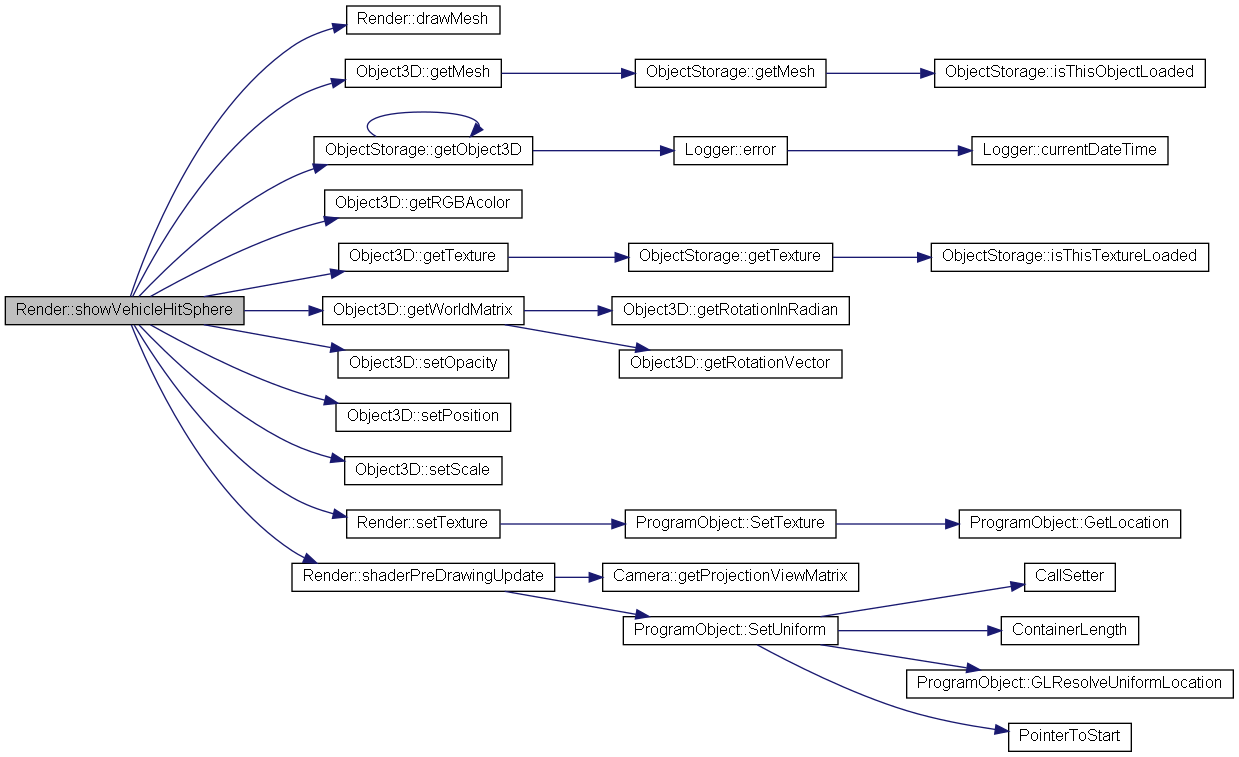 Render::drawMesh
Object3D::getMesh
ObjectStorage::getMesh
ObjectStorage::isThisObjectLoaded
ObjectStorage::getObject3D
Logger::error
Logger::currentDateTime
Object3D::getRGBAcolor
Object3D::getTexture
ObjectStorage::getTexture
ObjectStorage::isThisTextureLoaded
Render::showVehicleHitSphere
Object3D::getWorldMatrix
Object3D::getRotationInRadian
Object3D::setOpacity
Object3D::getRotationVector
Object3D::setPosition
Object3D::setScale
Render::setTexture
ProgramObject::SetTexture
ProgramObject::GetLocation
Render::shaderPreDrawingUpdate
Camera::getProjectionViewMatrix
CallSetter
ProgramObject::SetUniform
ContainerLength
ProgramObject::GLResolveUniformLocation
PointerToStart